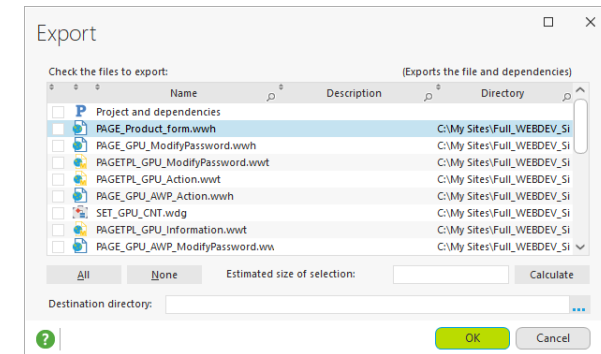 Export
Check the files to export: (Exports the file and dependencies)
Name Description Directory
Project and dependencies
PAGE_Product_form.wwh C:\My Sites\Full_WEBDEV_Si
PAGE_GPU_ModifyPassword.wwh C:\My Sites\Full_WEBDEV_Si
PAGETPL_GPU_ModifyPassword.wwt C:\My Sites\Full_WEBDEV_Si
PAGETPL_GPU_Action.wwt C:\My Sites\Full_WEBDEV_Si
PAGE_GPU_AWP_Action.wwh C:\My Sites\Full_WEBDEV_Si
SET_GPU_CNT.wdg C:\My Sites\Full_WEBDEV_Si
PAGETPL_GPU_Information.wwt C:\My Sites\Full_WEBDEV_Si
PAGE_GPU_AWP_ModifyPassword.ww C:\My Sites\Full_WEBDEV_Si
All None Estimated size of selection: Calculate
Destination directory: ...
? OK Cancel